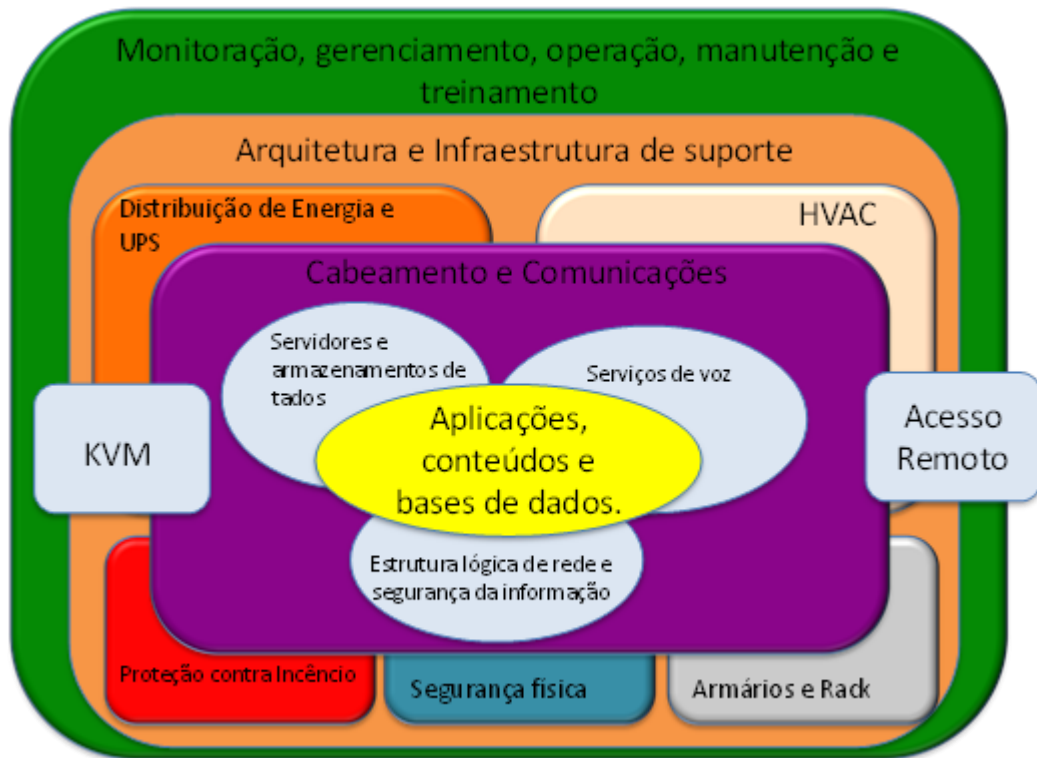 Monitoração, gerenciamento, operação, manutenção e
treinamento
Arquitetura e Infraestrutura de suporte
Distribuição de Energia e
UPS
HVAC
Cabeamento e Comunicações
Servidores e
armazenamentos de
tados
Serviços de voz
Aplicações,
conteúdos e
bases de dados.
KVM
Acesso
Remoto
Estrutura lógica de rede e
segurança da informação
Proteção contra Incêncio
Segurança física
Armários e Rack